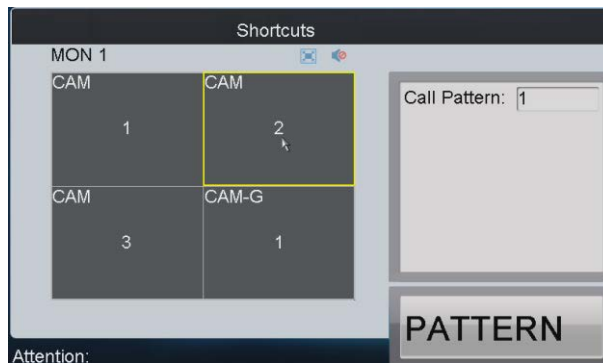 Shortcuts
MON 1
CAM
1
CAM
2
CAM
3
CAM-G
1
Call Pattern: 1
PATTERN
Attention: